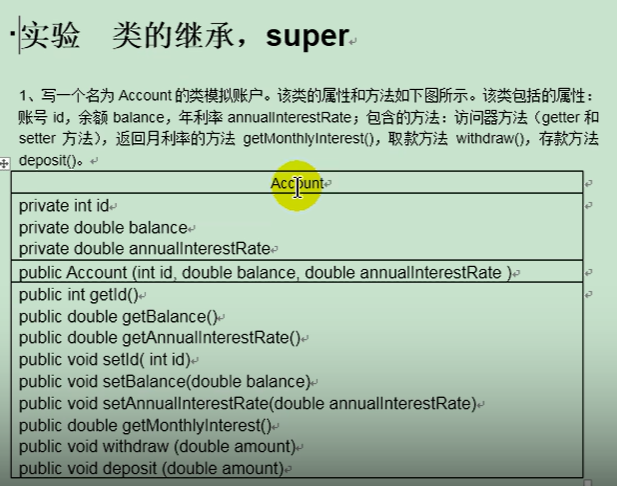 实验 类的继承，super
1、写一个名为 Account 的类模拟账户。该类的属性和方法如下图所示。该类包括的属性：
账号 id，余额 balance，年利率 annualInterestRate；包含的方法：访问器方法（getter 和
setter 方法），返回月利率的方法 getMonthlyInterest()，取款方法 withdraw()，存款方法
deposit()。
Account
private int id
private double balance
private double annualInterestRate
public Account (int id, double balance, double annualInterestRate )
public int getId()
public double getBalance()
public double getAnnualInterestRate()
public void setId( int id)
public void setBalance(double balance)
public void setAnnualInterestRate(double annualInterestRate)
public double getMonthlyInterest()
public void withdraw (double amount)
public void deposit (double amount)